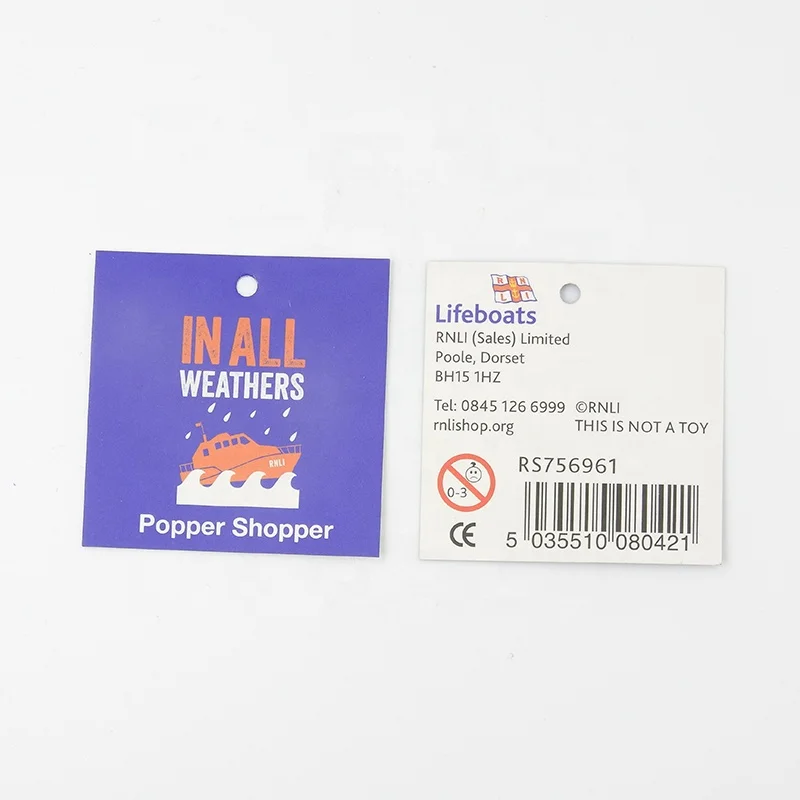 IN ALL
WEATHERS
RNLI
Popper Shopper
R N
L I
Lifeboats
RNLI (Sales) Limited
Poole, Dorset
BH15 1HZ
Tel: 0845 126 6999 ©RNLI
rnlishop.org THIS IS NOT A TOY
RS756961
0-3
CE
5 035510 080421